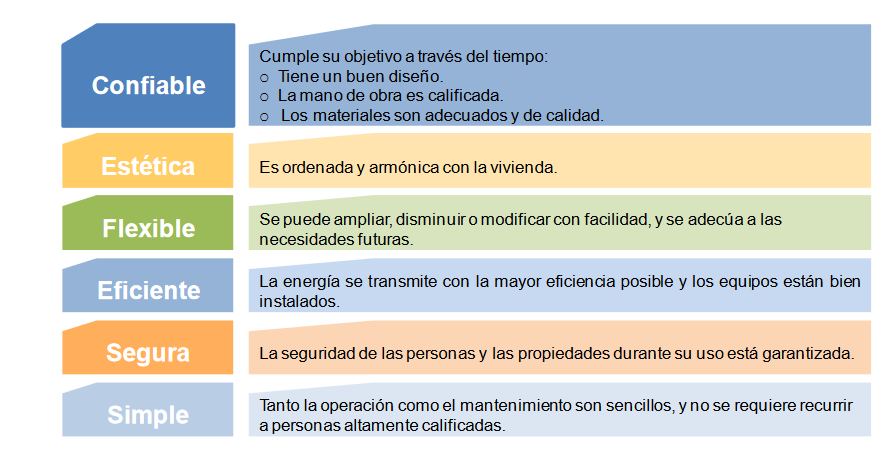 Confiable
Cumple su objetivo a través del tiempo:
o Tiene un buen diseño.
o La mano de obra es calificada.
o Los materiales son adecuados y de calidad.
Estética
Es ordenada y armónica con la vivienda.
Flexible
Se puede ampliar, disminuir o modificar con facilidad, y se adecúa a las
necesidades futuras.
Eficiente
La energía se transmite con la mayor eficiencia posible y los equipos están bien
instalados.
Segura
La seguridad de las personas y las propiedades durante su uso está garantizada.
Simple
Tanto la operación como el mantenimiento son sencillos, y no se requiere recurrir
a personas altamente calificadas.